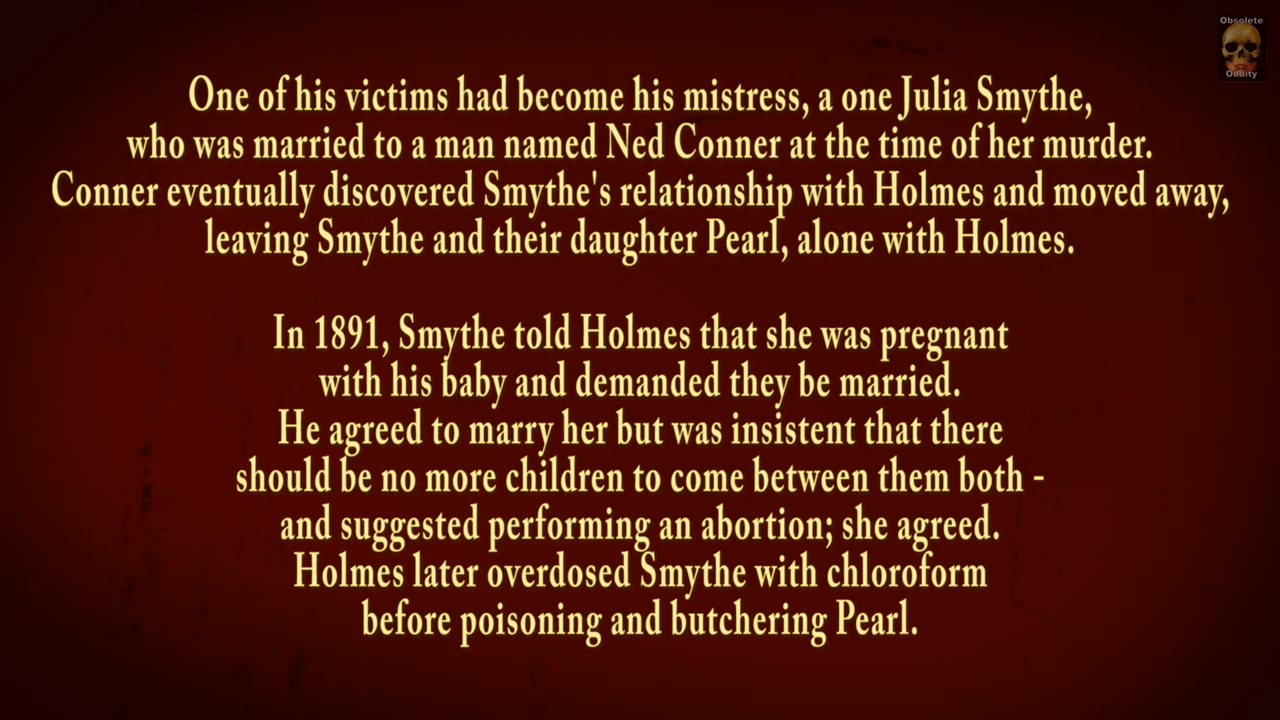 Obsolete
Oddity
One of his victims had become his mistress, a one Julia Smythe,
who was married to a man named Ned Conner at the time of her murder.
Conner eventually discovered Smythe's relationship with Holmes and moved away,
leaving Smythe and their daughter Pearl, alone with Holmes.
In 1891, Smythe told Holmes that she was pregnant
with his baby and demanded they be married.
He agreed to marry her but was insistent that there
should be no more children to come between them both -
and suggested performing an abortion; she agreed.
Holmes later overdosed Smythe with chloroform
before poisoning and butchering Pearl.